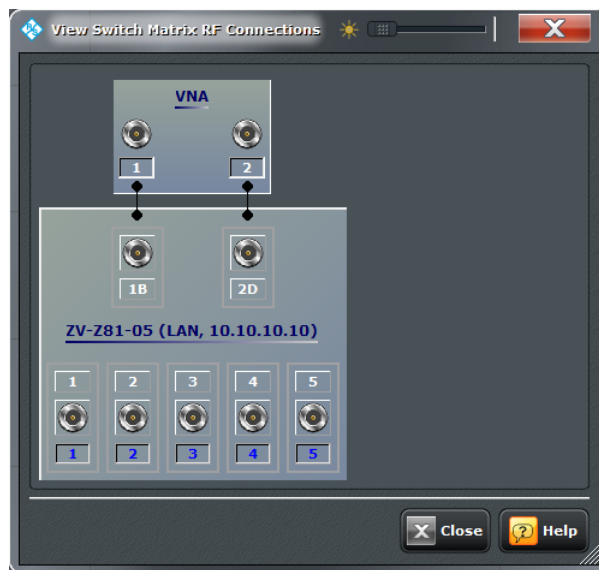 View Switch Matrix RF Connections
VNA
1 2
1B 2D
ZV-Z81-05 (LAN, 10.10.10.10)
1 2 3 4 5
1 2 3 4 5
X Close ? Help